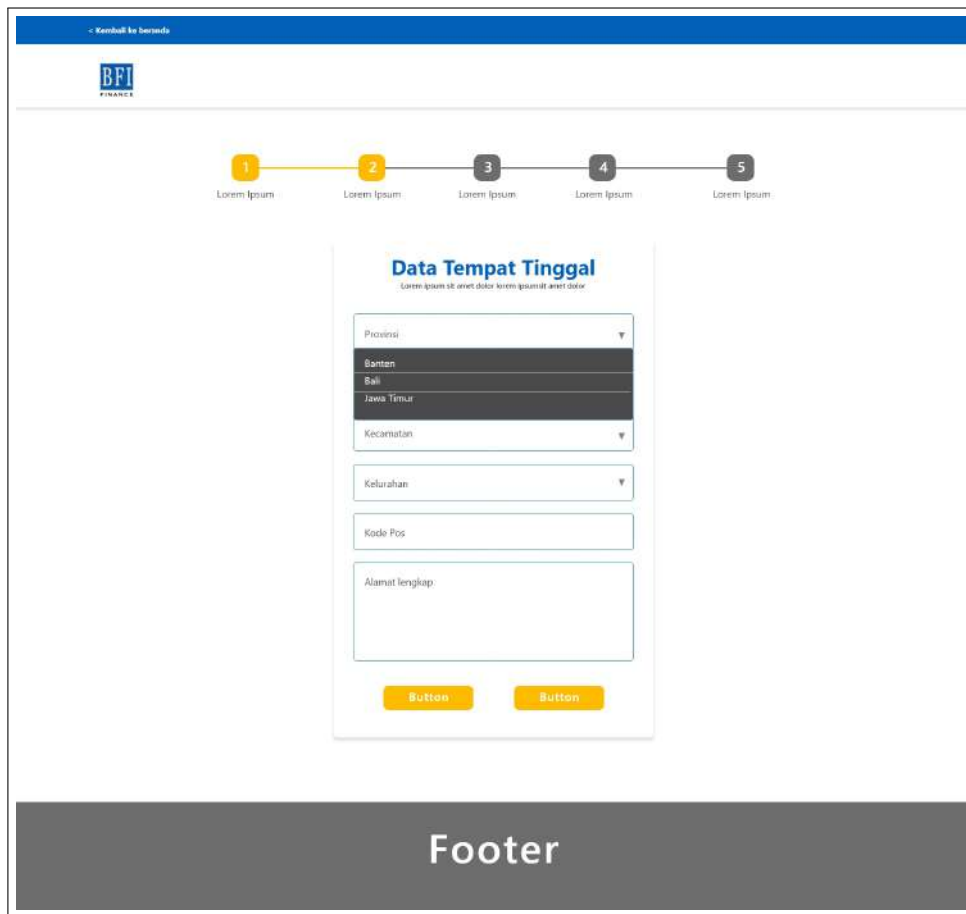 < Kembali ke beranda
BFI
FINANCE
1 2 3 4 5
Lorem Ipsum Lorem Ipsum Lorem Ipsum Lorem Ipsum Lorem Ipsum
Data Tempat Tinggal
Lorem ipsum sit amet dolor lorem ipsumsit amet dolor
Provinsi ▼
Banten
Bali
Jawa Timur
Kecamatan ▼
Kelurahan ▼
Kode Pos
Alamat lengkap
Button Button
Footer